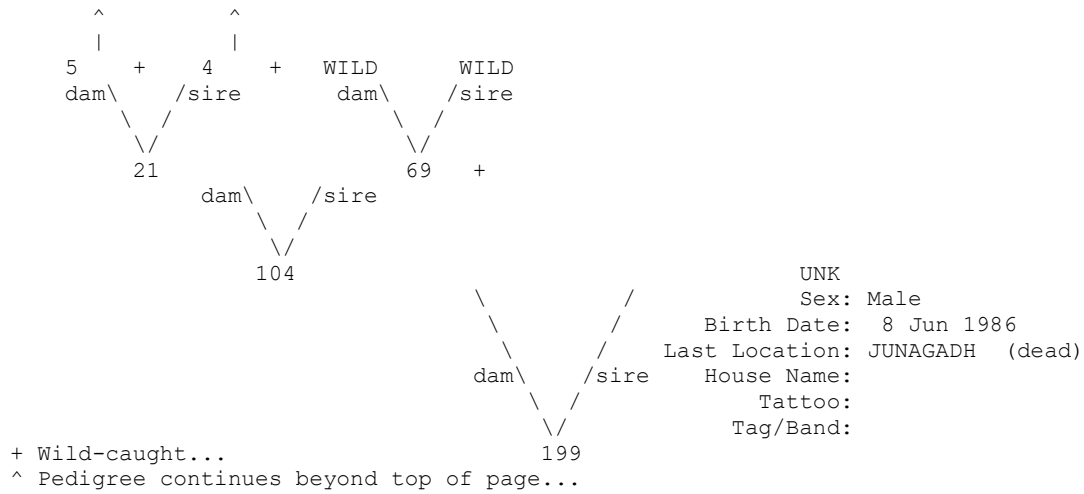 ^ ^
| |
5 + 4 + WILD WILD
dam\ /sire dam\ /sire
\ / \ /
\/ \/
21 69 +
dam\ /sire
\ /
\/
104 UNK
\ / Sex: Male
\ / Birth Date: 8 Jun 1986
\ / Last Location: JUNAGADH (dead)
dam\ /sire House Name:
\ / Tattoo:
\/ Tag/Band:
+ Wild-caught... 199
^ Pedigree continues beyond top of page...